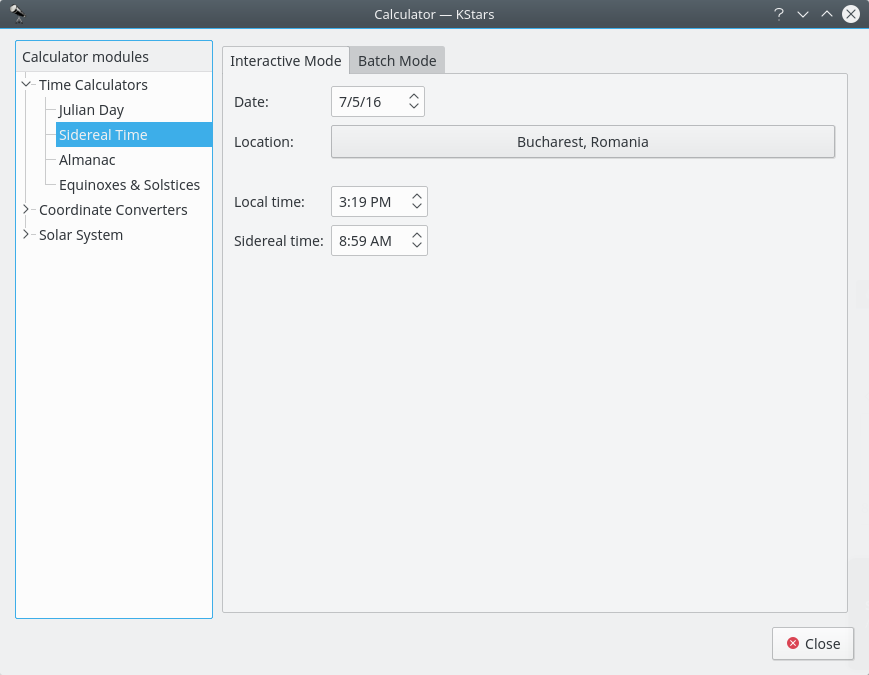 Calculator — KStars
Calculator modules
Time Calculators
Julian Day
Sidereal Time
Almanac
Equinoxes & Solstices
Coordinate Converters
Solar System
Interactive Mode
Batch Mode
Date: 7/5/16
Location: Bucharest, Romania
Local time: 3:19 PM
Sidereal time: 8:59 AM
Close